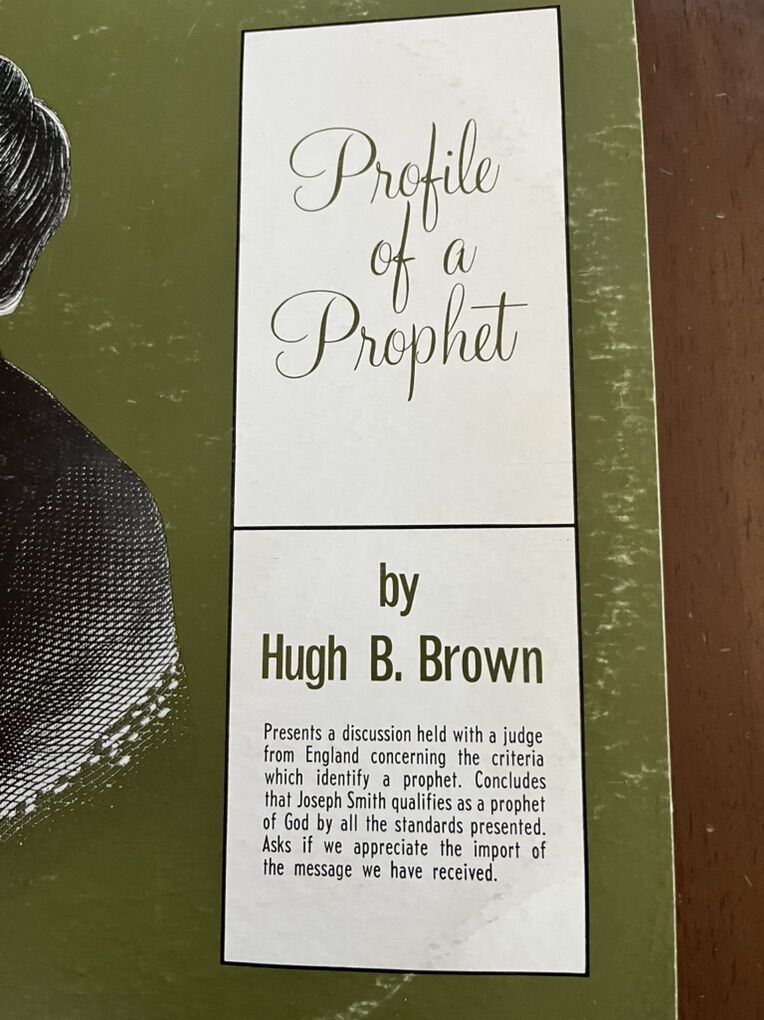 Profile
of a
Prophet
by
Hugh B. Brown
Presents a discussion held with a judge
from England concerning the criteria
which identify a prophet. Concludes
that Joseph Smith qualifies as a prophet
of God by all the standards presented.
Asks if we appreciate the import of
the message we have received.